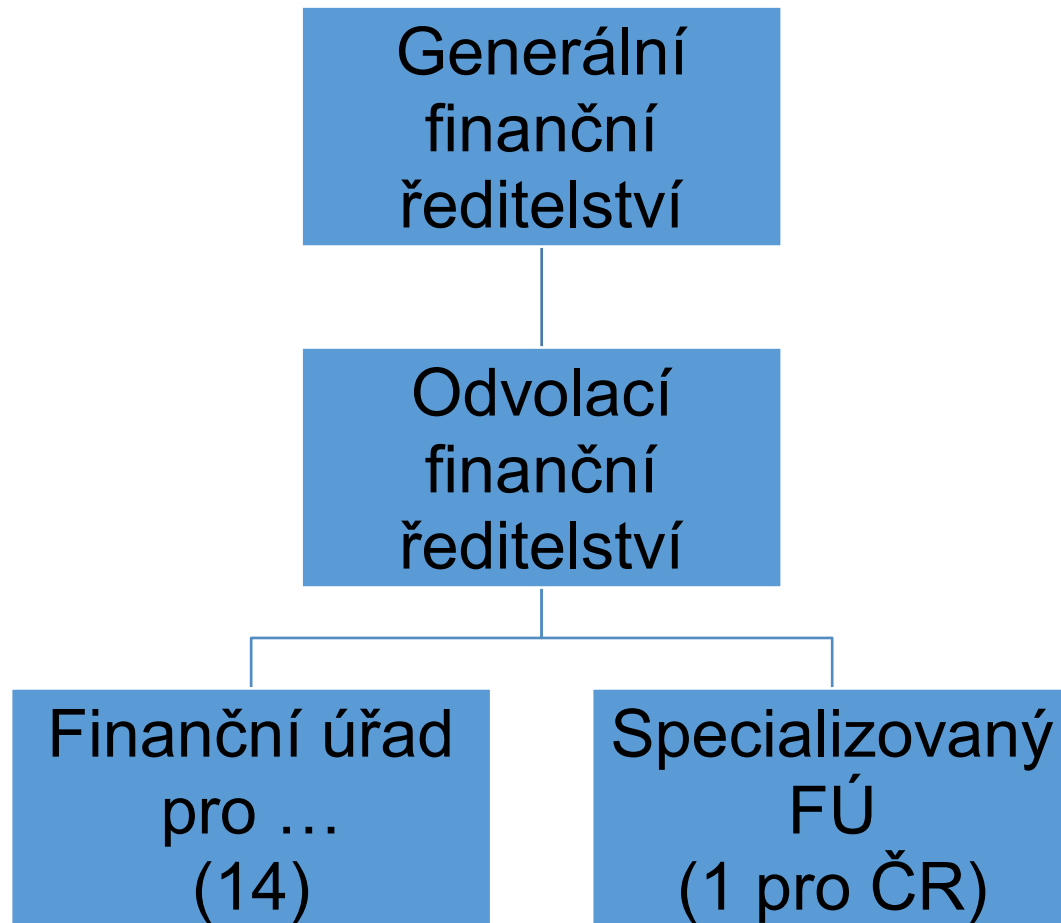 Generální
finanční
ředitelství
Odvolací
finanční
ředitelství
Finanční úřad
pro …
(14)
Specializovaný
FÚ
(1 pro ČR)